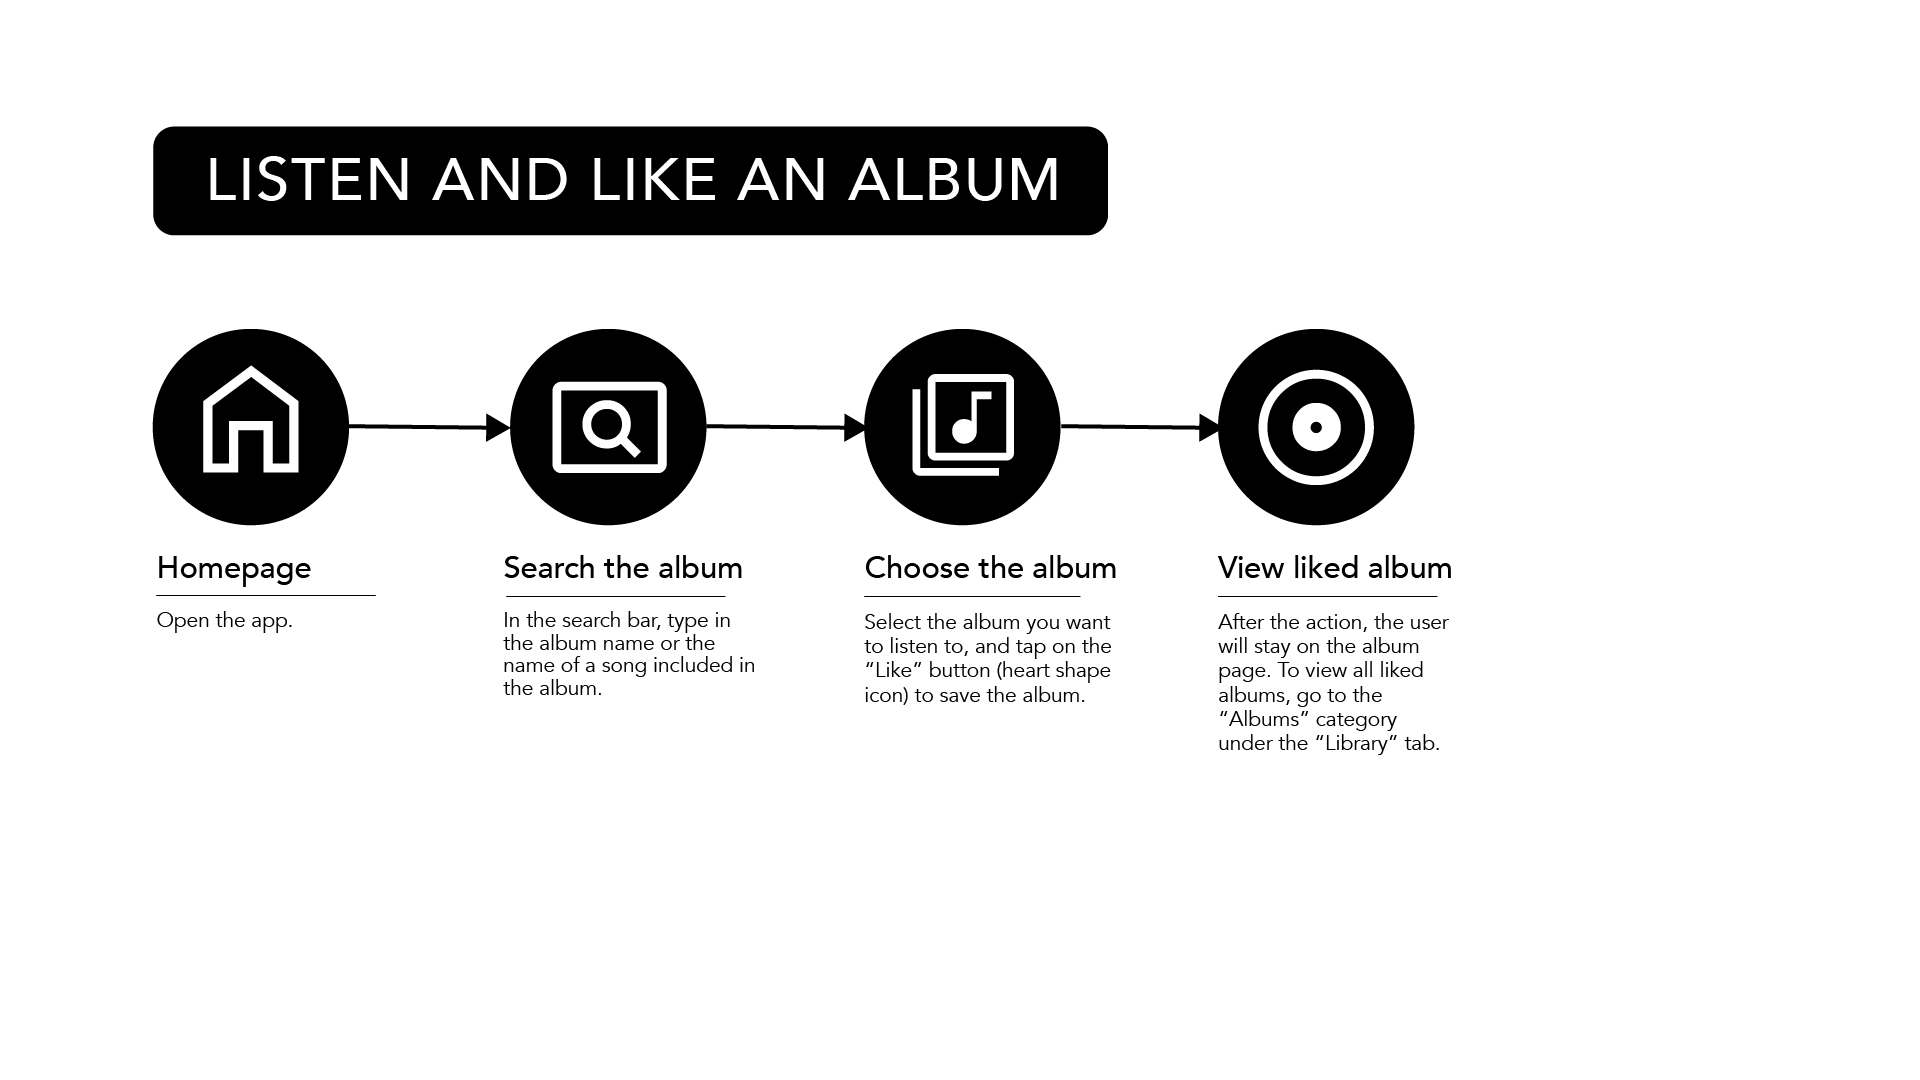 LISTEN AND LIKE AN ALBUM
Homepage
Open the app.
Search the album
In the search bar, type in
the album name or the
name of a song included in
the album.
Choose the album
Select the album you want
to listen to, and tap on the
“Like” button (heart shape
icon) to save the album.
View liked album
After the action, the user
will stay on the album
page. To view all liked
albums, go to the
“Albums” category
under the “Library” tab.